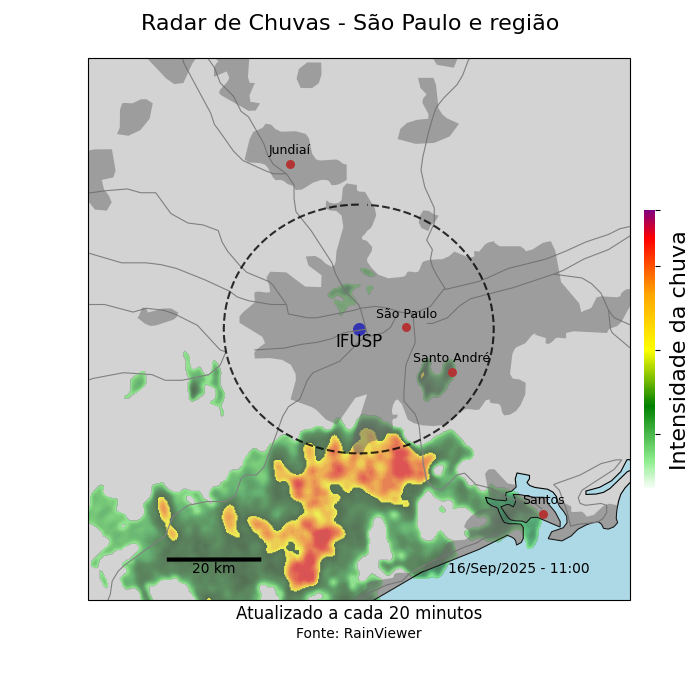 Radar de Chuvas - São Paulo e região
Jundiaí
São Paulo
IFUSP
Santo André
Santos
20 km
16/Sep/2025 - 11:00
Intensidade da chuva
Atualizado a cada 20 minutos
Fonte: RainViewer